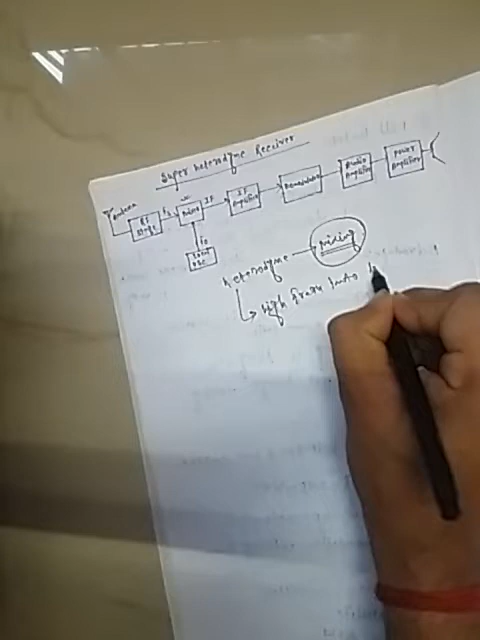 Super heterodyne Receiver
Antenna
RF
Stage
fs
Mixer
IF
IF
Amplifier
Demodulator
Audio
Amplifier
Power
Amplifier
fo
Local
osc
heterodyne — mixing
High freq into